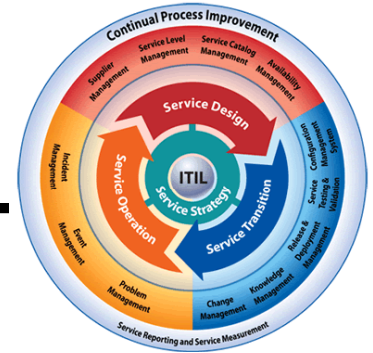 Continual Process Improvement
Supplier
Management
Service Level
Management
Service Catalog
Management
Availability
Management
Service Design
System
Configuration
Management
Service
Testing &
Validation
Release &
Deployment
Management
Knowledge
Management
Change
Management
Service Transition
Incident
Management
Event
Management
Problem
Management
Service Operation
ITIL
Service Strategy
Service Reporting and Service Measurement